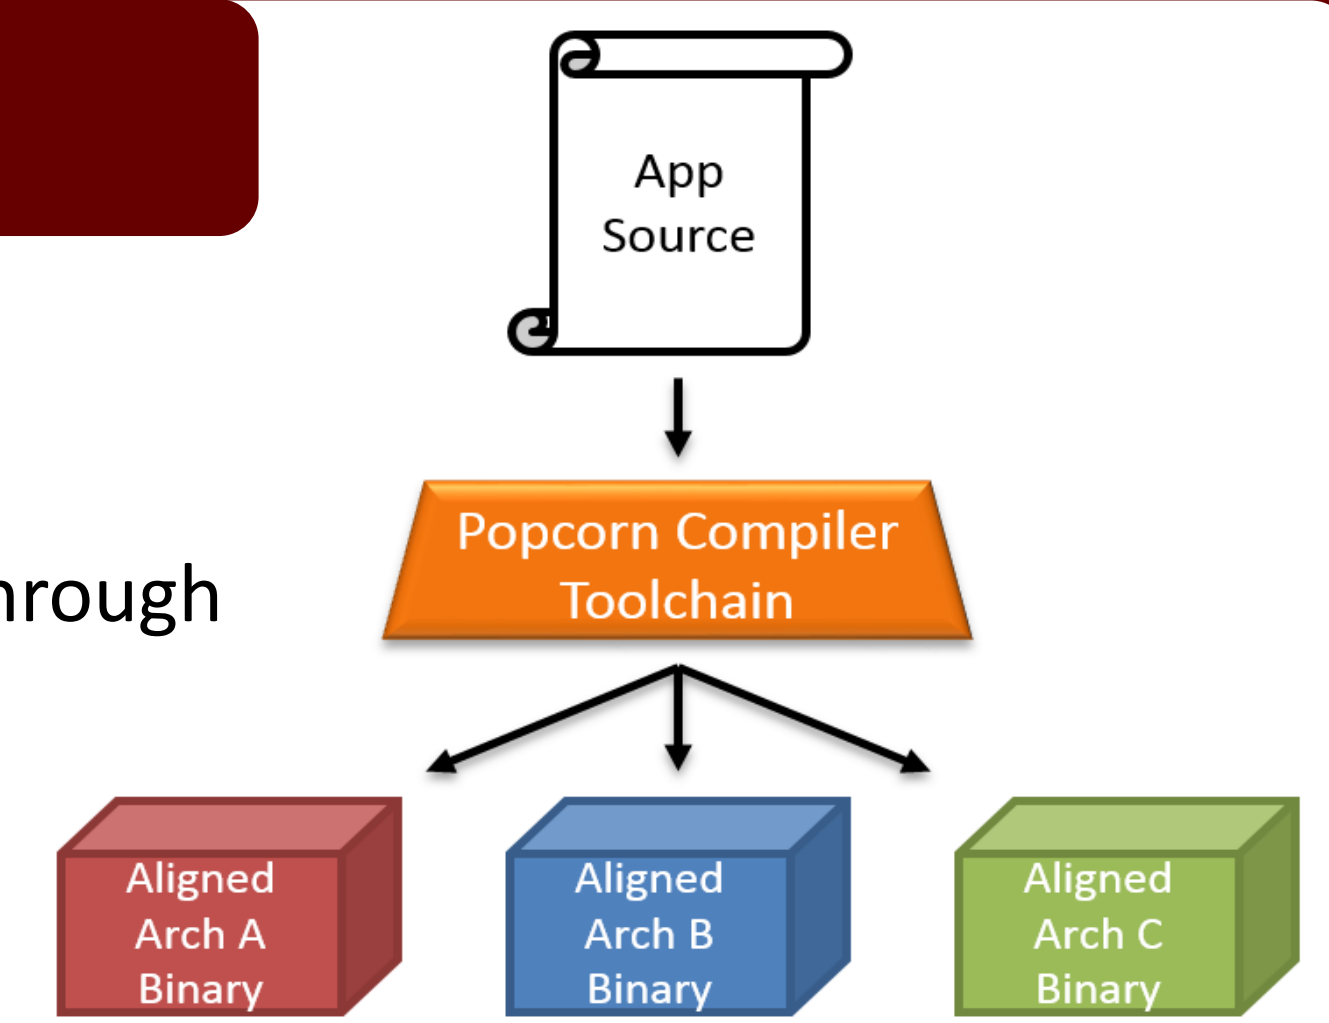 App
Source
Popcorn Compiler
Toolchain
Aligned
Arch A
Binary
Aligned
Arch B
Binary
Aligned
Arch C
Binary